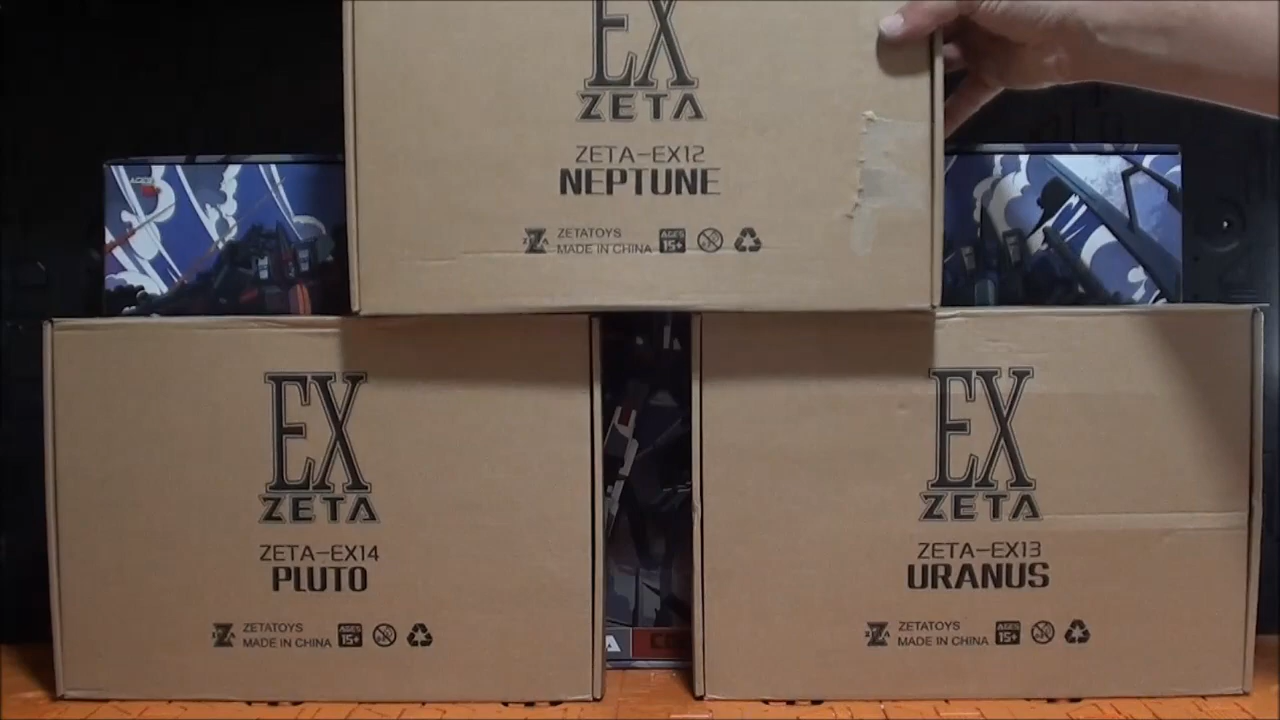 EX
ZETA
ZETA-EX12
NEPTUNE
ZETATOYS
MADE IN CHINA
AGES
15+
EX
ZETA
ZETA-EX14
PLUTO
ZETATOYS
MADE IN CHINA
AGES
15+
EX
ZETA
ZETA-EX13
URANUS
ZETATOYS
MADE IN CHINA
AGES
15+